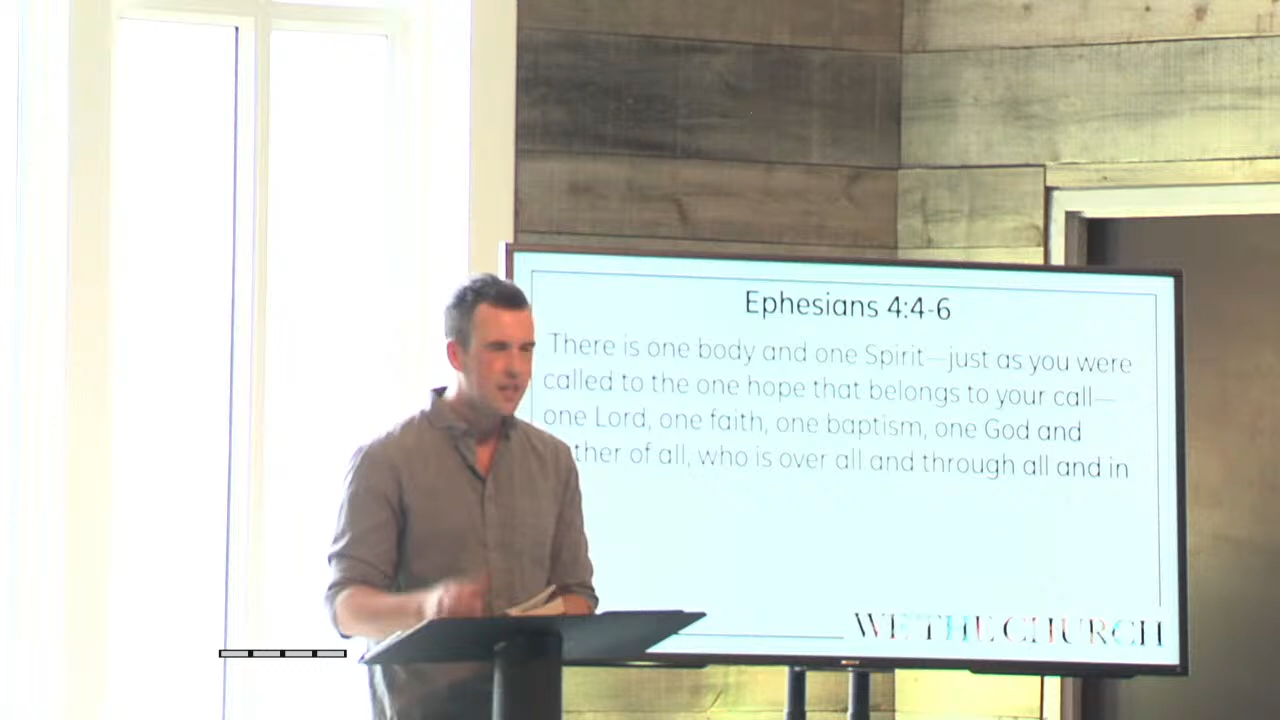 Ephesians 4:4-6
There is one body and one Spirit—just as you were
called to the one hope that belongs to your call—
one Lord, one faith, one baptism, one God and
ther of all, who is over all and through all and in
WE THE CHURCH